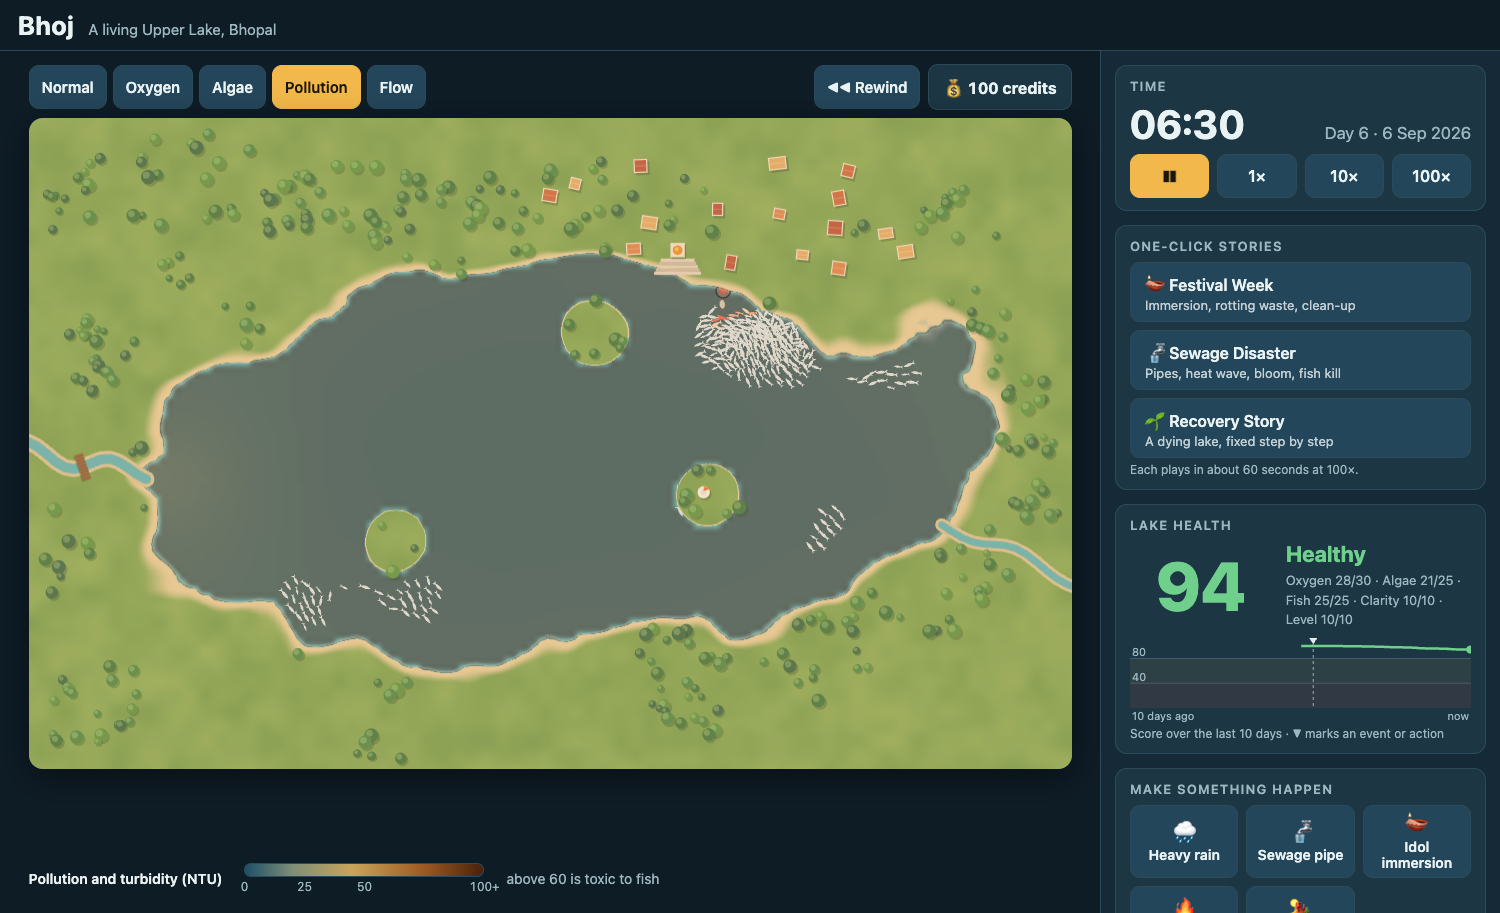 Bhoj
A living Upper Lake, Bhopal
Normal
Oxygen
Algae
Pollution
Flow
Rewind
100 credits
Pollution and turbidity (NTU)
0
25
50
100+
above 60 is toxic to fish
TIME
06:30
Day 6 · 6 Sep 2026
1×
10×
100×
ONE-CLICK STORIES
Festival Week
Immersion, rotting waste, clean-up
Sewage Disaster
Pipes, heat wave, bloom, fish kill
Recovery Story
A dying lake, fixed step by step
Each plays in about 60 seconds at 100×.
LAKE HEALTH
94
Healthy
Oxygen 28/30 · Algae 21/25 ·
Fish 25/25 · Clarity 10/10 ·
Level 10/10
80
40
10 days ago
now
Score over the last 10 days · ▼ marks an event or action
MAKE SOMETHING HAPPEN
Heavy rain
Sewage pipe
Idol
immersion